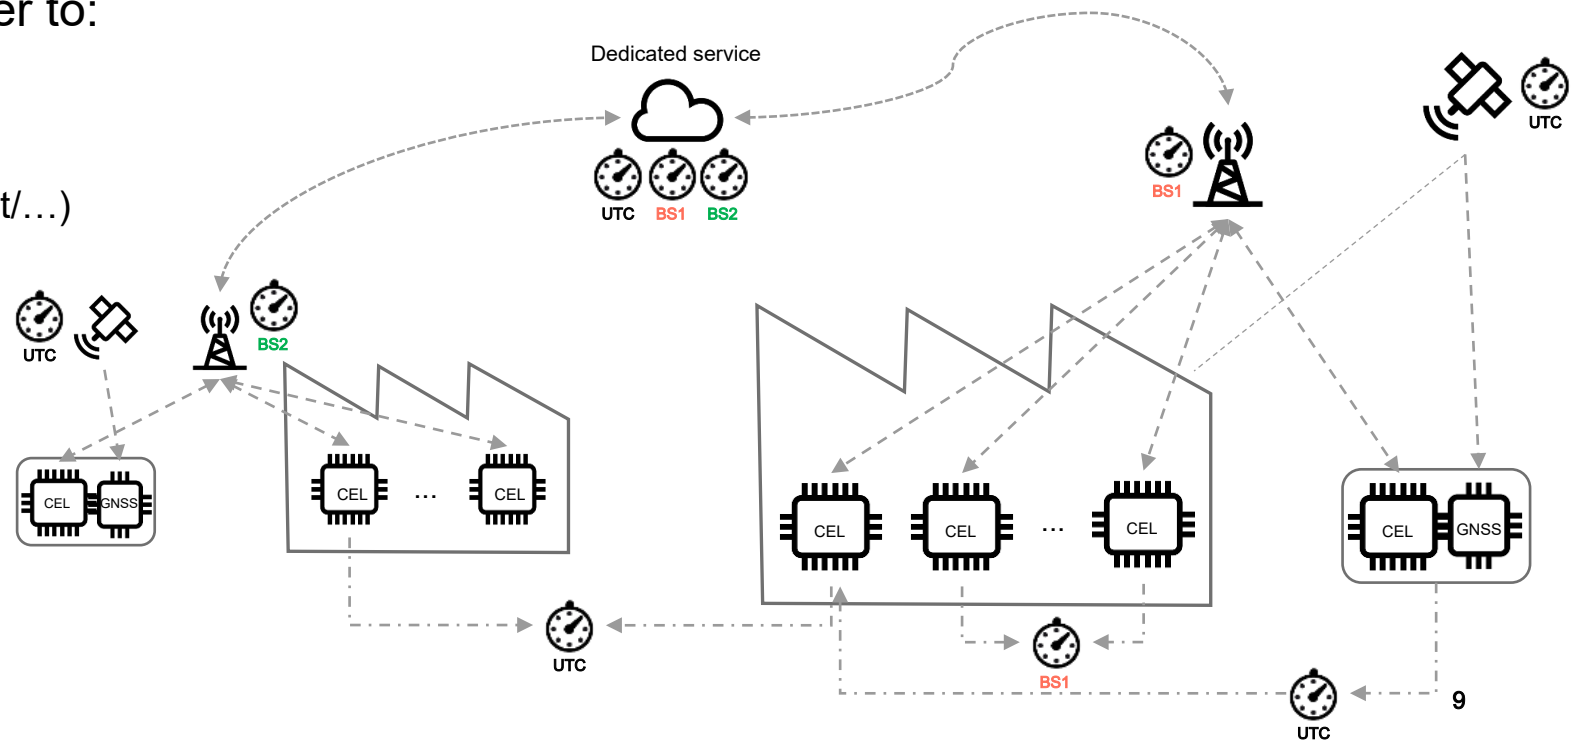 er to:
Dedicated service
UTC
BS1
UTC BS1 BS2
t/…)
UTC
BS2
CEL
GNSS
CEL
...
CEL
CEL
CEL
...
CEL
CEL
GNSS
UTC
BS1
9
UTC